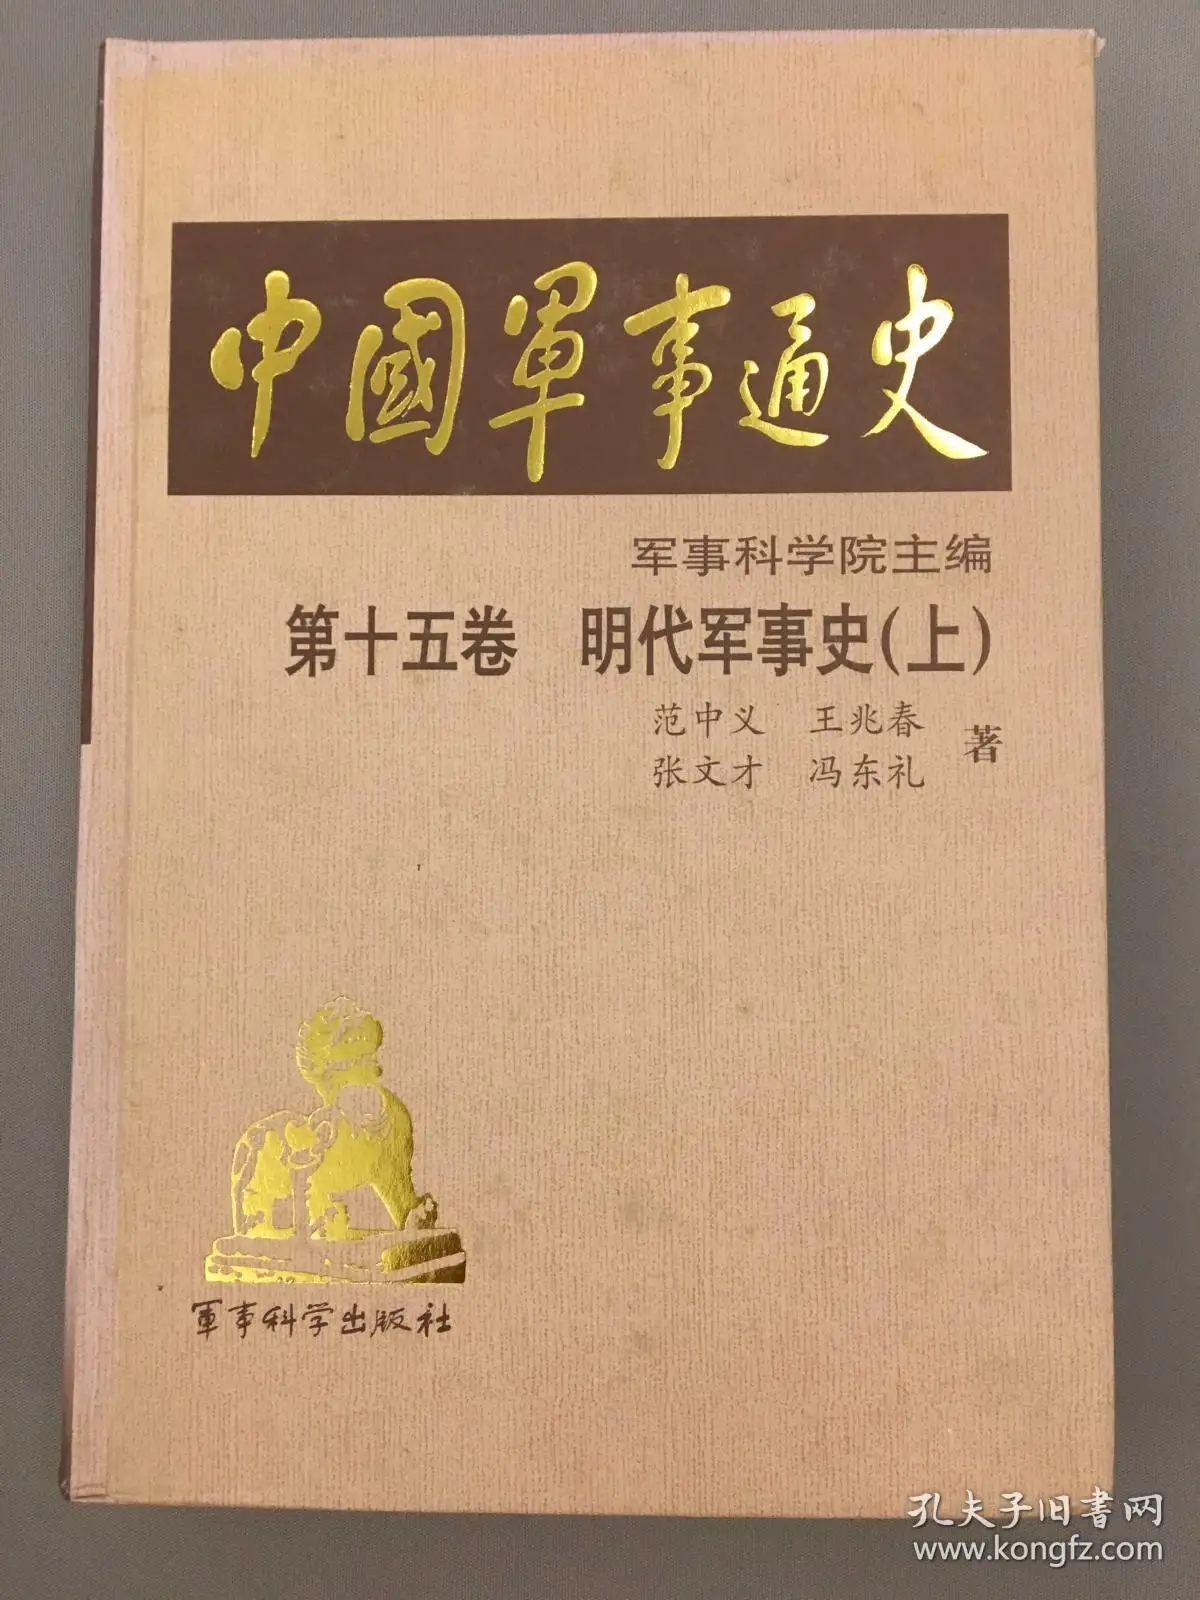 中國軍事通史
军事科学院主编
第十五卷 明代军事史(上)
范中义 王兆春
张文才 冯东礼
著
軍事科学出版社
孔夫子旧书网
www.kongfz.com